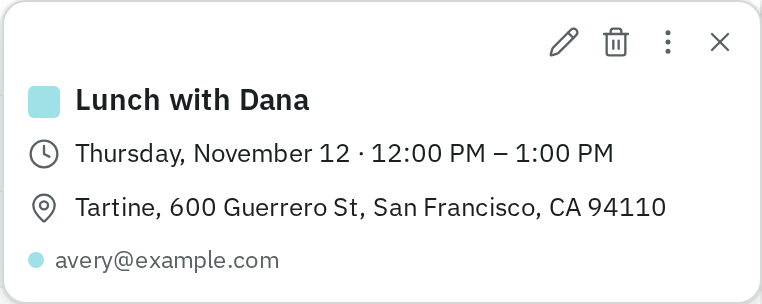 Lunch with Dana
Thursday, November 12 · 12:00 PM – 1:00 PM
Tartine, 600 Guerrero St, San Francisco, CA 94110
avery@example.com